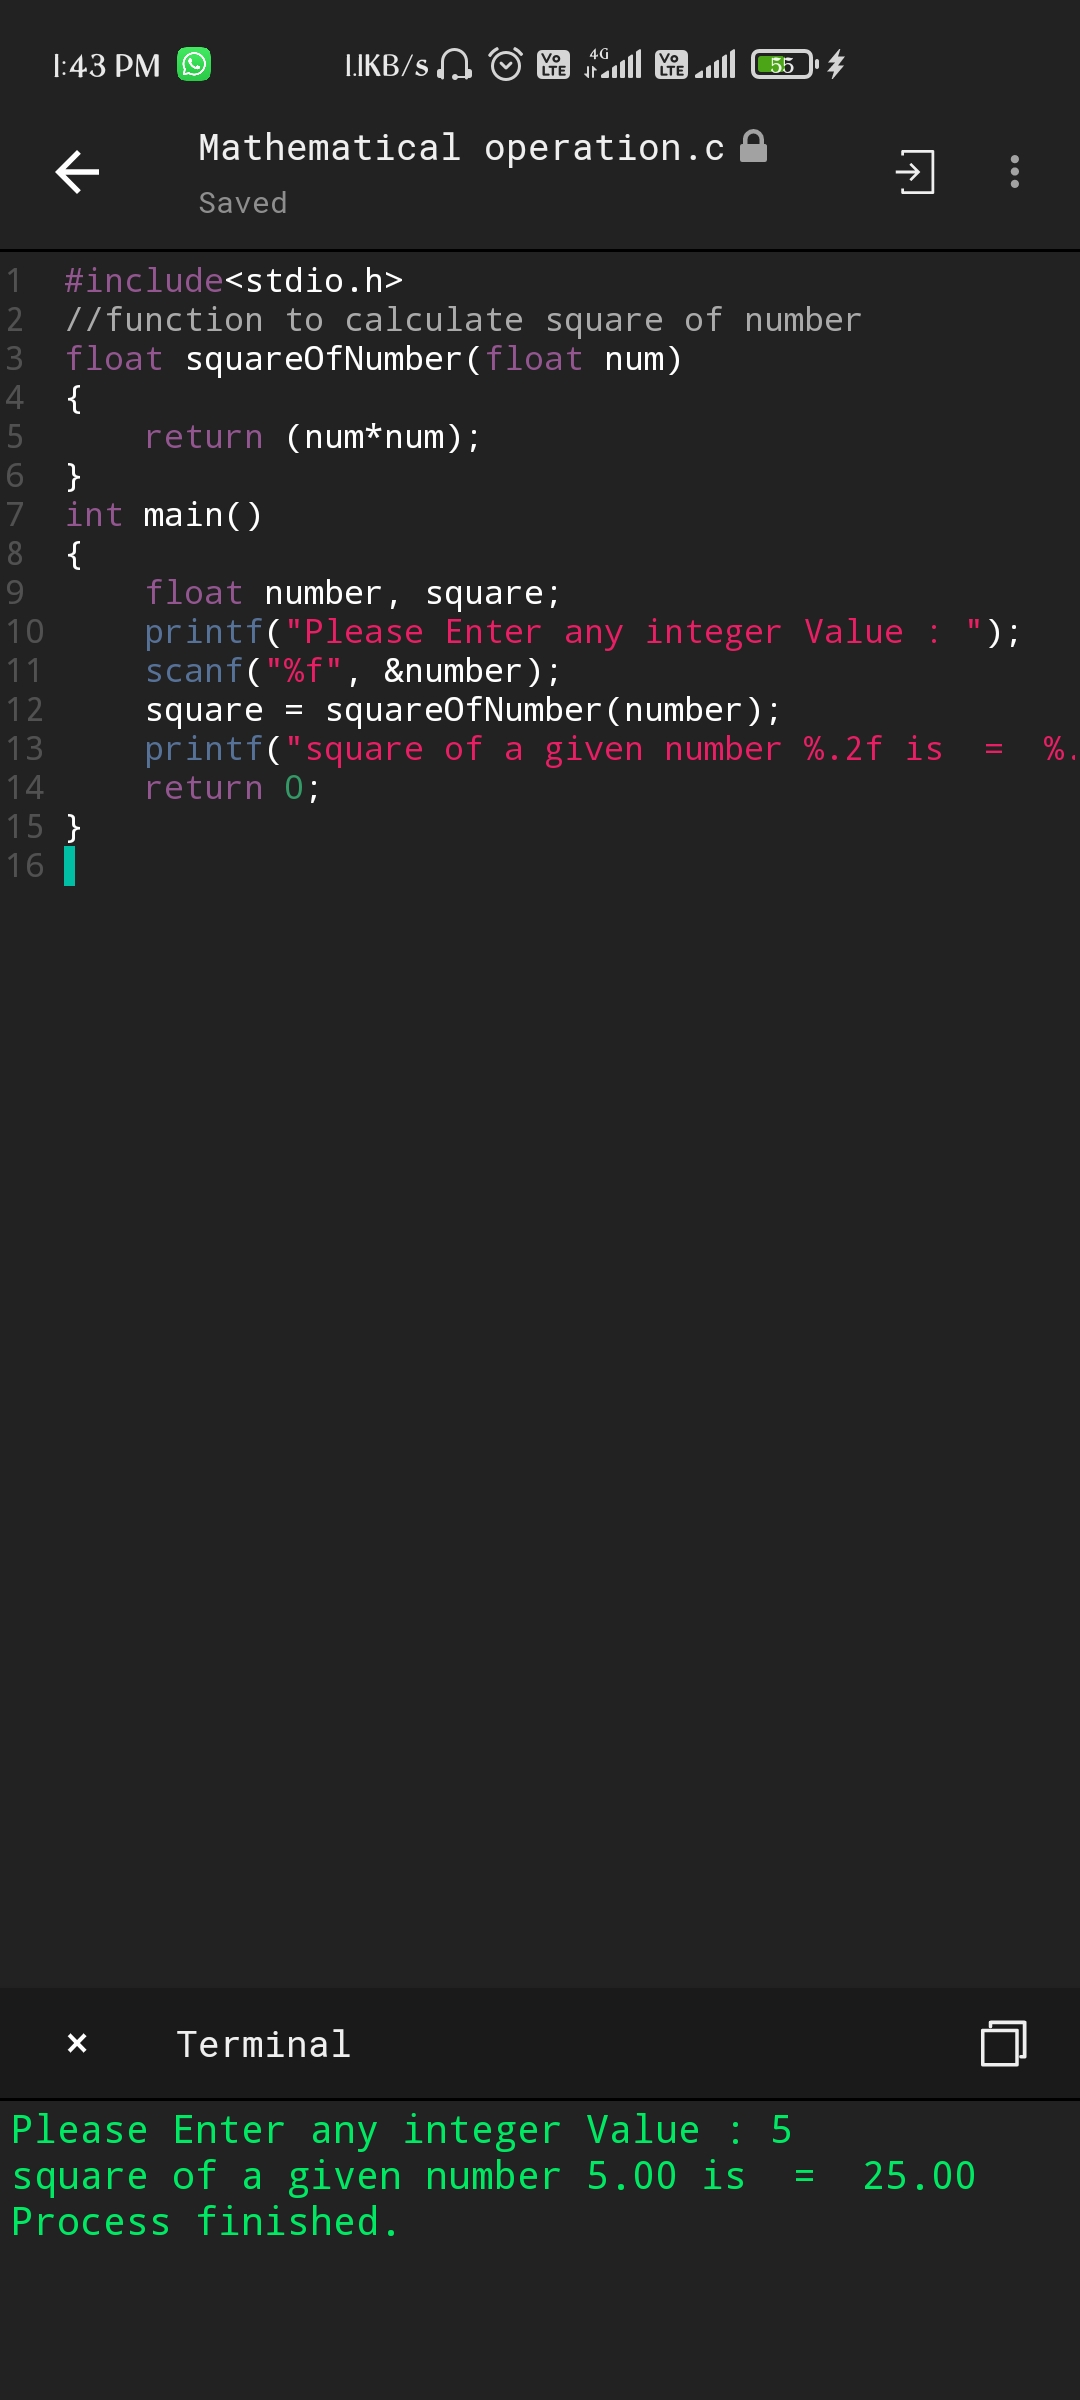 1:43 PM 1.1KB/s Vo LTE 4G Vo LTE 55
Mathematical operation.c
Saved
1 #include<stdio.h>
2 //function to calculate square of number
3 float squareOfNumber(float num)
4 {
5     return (num*num);
6 }
7 int main()
8 {
9     float number, square;
10     printf("Please Enter any integer Value : ");
11     scanf("%f", &number);
12     square = squareOfNumber(number);
13     printf("square of a given number %.2f is  =  %.
14     return 0;
15 }
16
× Terminal
Please Enter any integer Value : 5
square of a given number 5.00 is  =  25.00
Process finished.